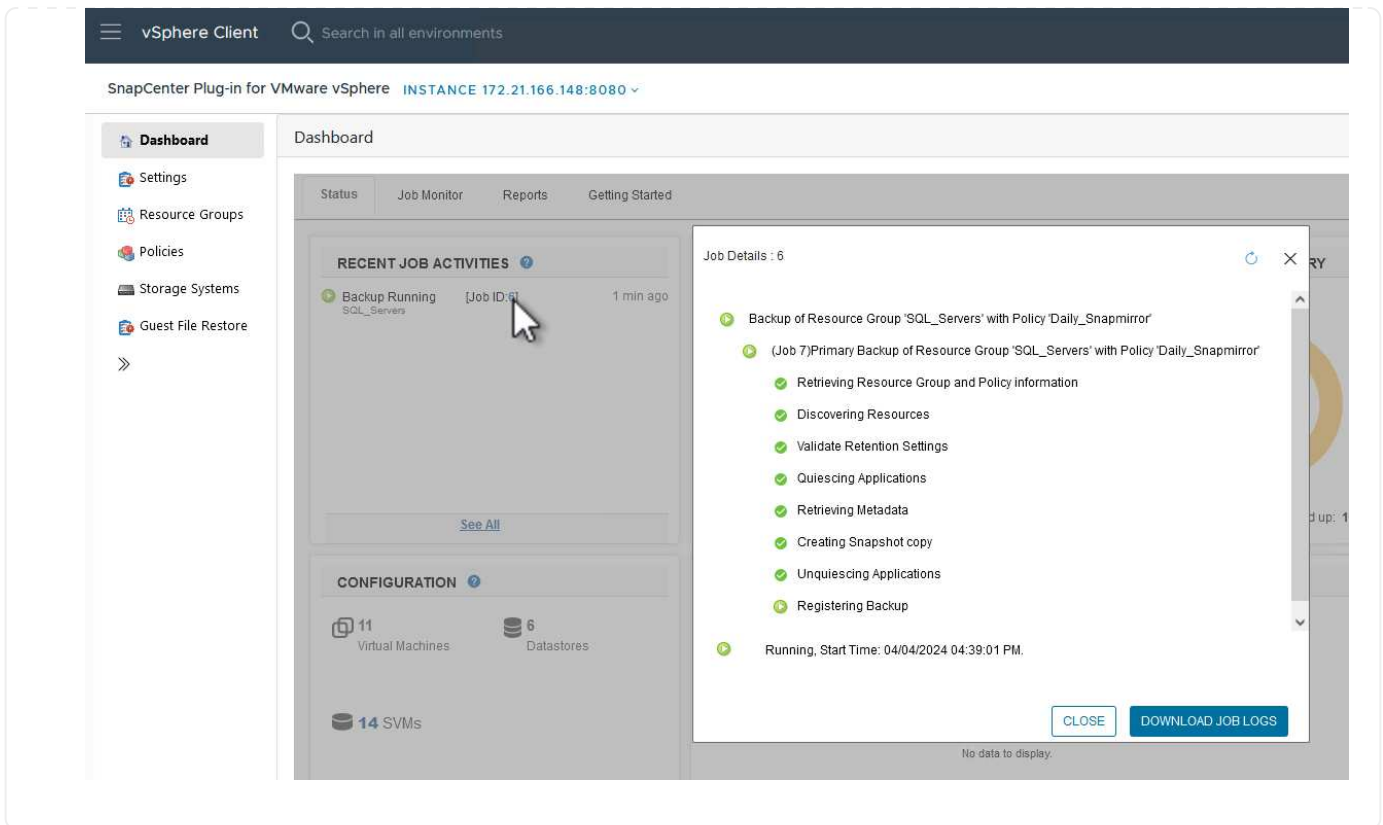 vSphere Client
Search in all environments
SnapCenter Plug-in for VMware vSphere INSTANCE 172.21.166.148:8080
Dashboard
Settings
Resource Groups
Policies
Storage Systems
Guest File Restore
Dashboard
Status Job Monitor Reports Getting Started
RECENT JOB ACTIVITIES
Backup Running [Job ID:6] 1 min ago
SQL_Servers
See All
CONFIGURATION
11
Virtual Machines
6
Datastores
14 SVMs
Job Details : 6
Backup of Resource Group 'SQL_Servers' with Policy 'Daily_Snapmirror'
(Job 7)Primary Backup of Resource Group 'SQL_Servers' with Policy 'Daily_Snapmirror'
Retrieving Resource Group and Policy information
Discovering Resources
Validate Retention Settings
Quiescing Applications
Retrieving Metadata
Creating Snapshot copy
Unquiescing Applications
Registering Backup
Running, Start Time: 04/04/2024 04:39:01 PM.
CLOSE DOWNLOAD JOB LOGS
RY
d up: 1
No data to display.